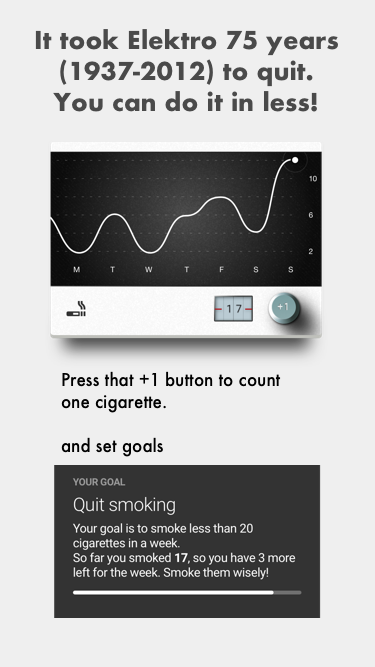 It took Elektro 75 years
(1937-2012) to quit.
You can do it in less!
10
6
2
M T W T F S S
17
+1
Press that +1 button to count
one cigarette.
and set goals
YOUR GOAL
Quit smoking
Your goal is to smoke less than 20
cigarettes in a week.
So far you smoked 17, so you have 3 more
left for the week. Smoke them wisely!